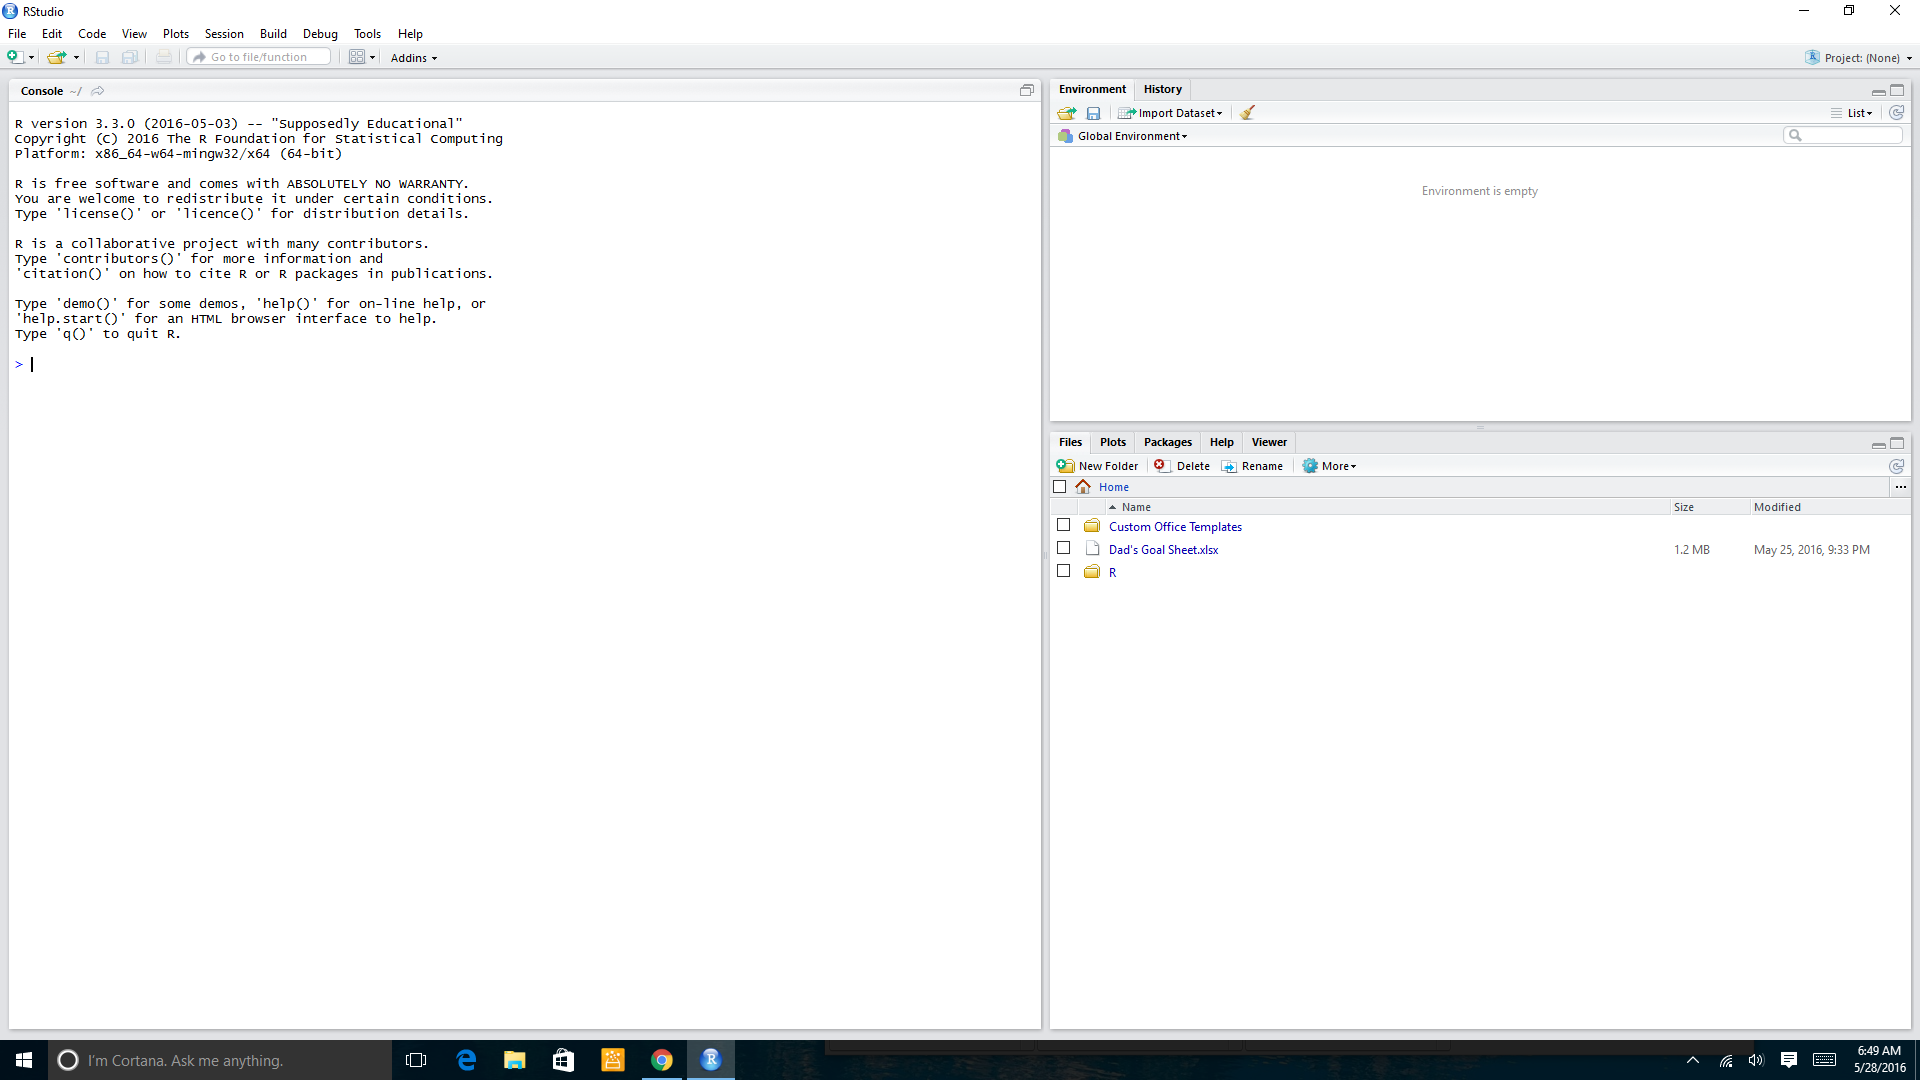 RStudio
File Edit Code View Plots Session Build Debug Tools Help
Go to file/function Addins Project: (None)
Console ~/
R version 3.3.0 (2016-05-03) -- "Supposedly Educational"
Copyright (C) 2016 The R Foundation for Statistical Computing
Platform: x86_64-w64-mingw32/x64 (64-bit)
R is free software and comes with ABSOLUTELY NO WARRANTY.
You are welcome to redistribute it under certain conditions.
Type 'license()' or 'licence()' for distribution details.
R is a collaborative project with many contributors.
Type 'contributors()' for more information and
'citation()' on how to cite R or R packages in publications.
Type 'demo()' for some demos, 'help()' for on-line help, or
'help.start()' for an HTML browser interface to help.
Type 'q()' to quit R.
>
Environment History
Import Dataset List
Global Environment
Environment is empty
Files Plots Packages Help Viewer
New Folder Delete Rename More
Home ...
Name Size Modified
Custom Office Templates
Dad's Goal Sheet.xlsx 1.2 MB May 25, 2016, 9:33 PM
R
I'm Cortana. Ask me anything.
6:49 AM
5/28/2016